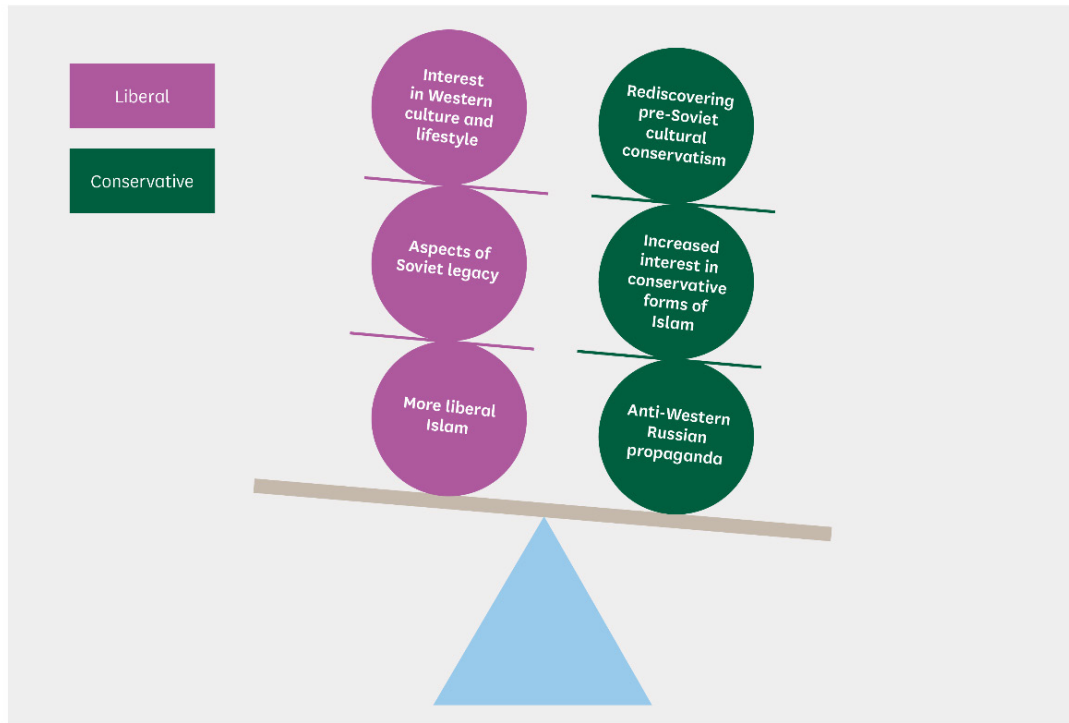 Liberal
Conservative
Interest
in Western
culture and
lifestyle
Aspects of
Soviet legacy
More liberal
Islam
Rediscovering
pre-Soviet
cultural
conservatism
Increased
interest in
conservative
forms of
Islam
Anti-Western
Russian
propaganda